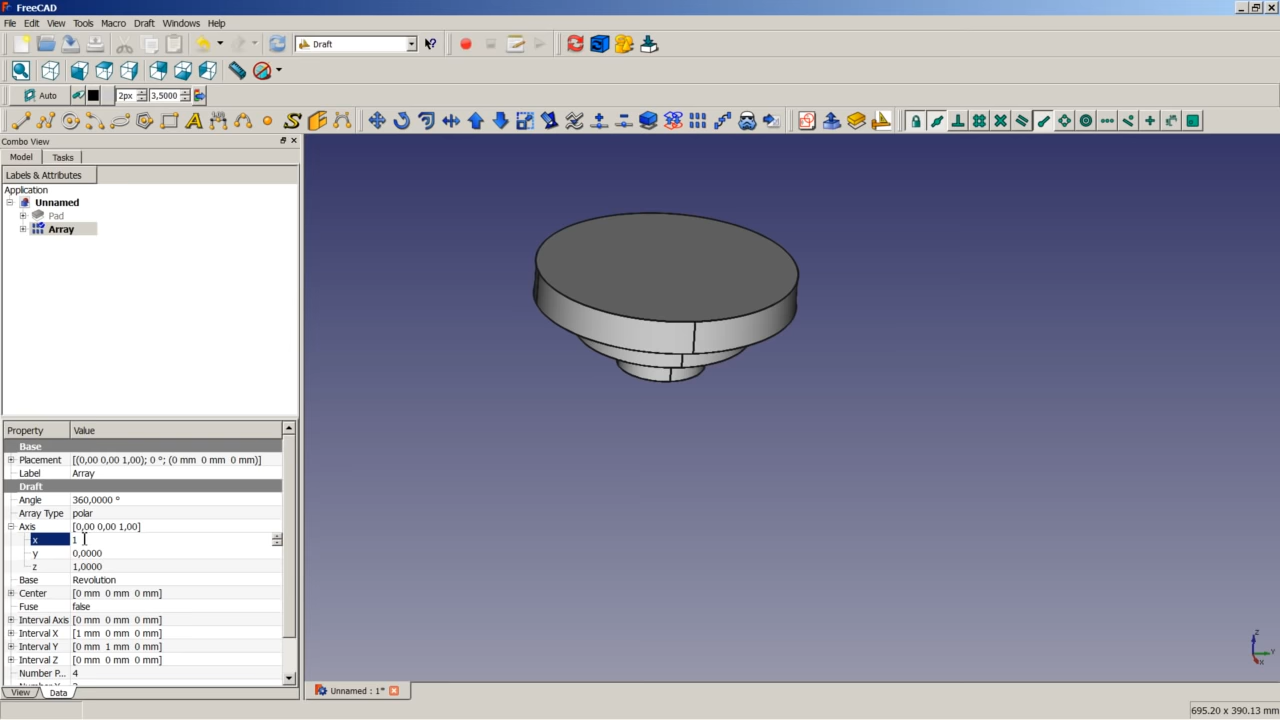 FreeCAD
File Edit View Tools Macro Draft Windows Help
Draft
Auto 2px 3,5000
Combo View
Model Tasks
Labels & Attributes
Application
Unnamed
Pad
Array
Property Value
Base
Placement [(0,00 0,00 1,00); 0 °; (0 mm 0 mm 0 mm)]
Label Array
Draft
Angle 360,0000 °
Array Type polar
Axis [0,00 0,00 1,00]
x 1
y 0,0000
z 1,0000
Base Revolution
Center [0 mm 0 mm 0 mm]
Fuse false
Interval Axis [0 mm 0 mm 0 mm]
Interval X [1 mm 0 mm 0 mm]
Interval Y [0 mm 1 mm 0 mm]
Interval Z [0 mm 0 mm 0 mm]
Number P... 4
View Data
Unnamed : 1*
Z
Y
X
695.20 x 390.13 mm